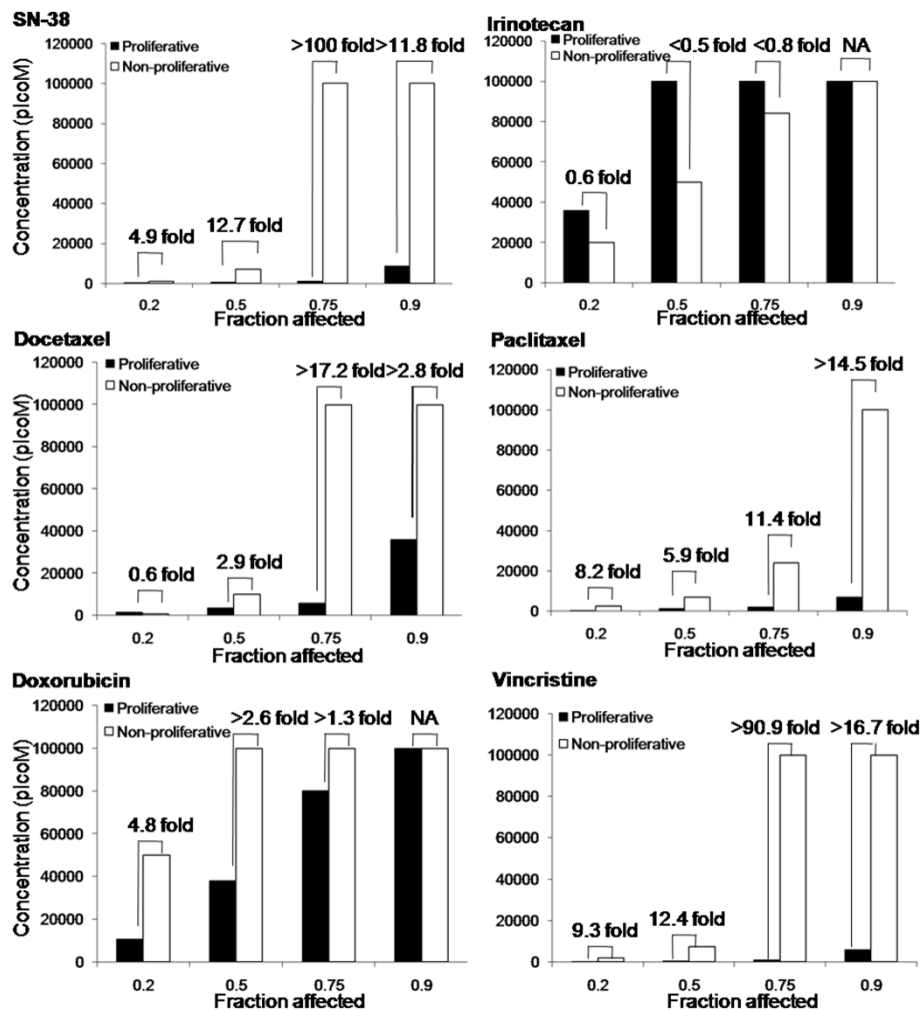 SN-38
Proliferative
Non-proliferative
>100 fold>11.8 fold
4.9 fold
12.7 fold
Concentration (picoM)
120000
100000
80000
60000
40000
20000
0
0.2 0.5 0.75 0.9
Fraction affected
Irinotecan
Proliferative
Non-proliferative
<0.5 fold <0.8 fold NA
0.6 fold
120000
100000
80000
60000
40000
20000
0
0.2 0.5 0.75 0.9
Fraction affected
Docetaxel
Proliferative
Non-proliferative
>17.2 fold>2.8 fold
0.6 fold
2.9 fold
120000
100000
80000
60000
40000
20000
0
0.2 0.5 0.75 0.9
Fraction affected
Paclitaxel
Proliferative
Non-proliferative
>14.5 fold
8.2 fold
5.9 fold
11.4 fold
120000
100000
80000
60000
40000
20000
0
0.2 0.5 0.75 0.9
Fraction affected
Doxorubicin
Proliferative
Non-proliferative
>2.6 fold >1.3 fold NA
4.8 fold
Concentration (picoM)
120000
100000
80000
60000
40000
20000
0
0.2 0.5 0.75 0.9
Fraction affected
Vincristine
Proliferative
Non-proliferative
>90.9 fold >16.7 fold
9.3 fold
12.4 fold
120000
100000
80000
60000
40000
20000
0
0.2 0.5 0.75 0.9
Fraction affected